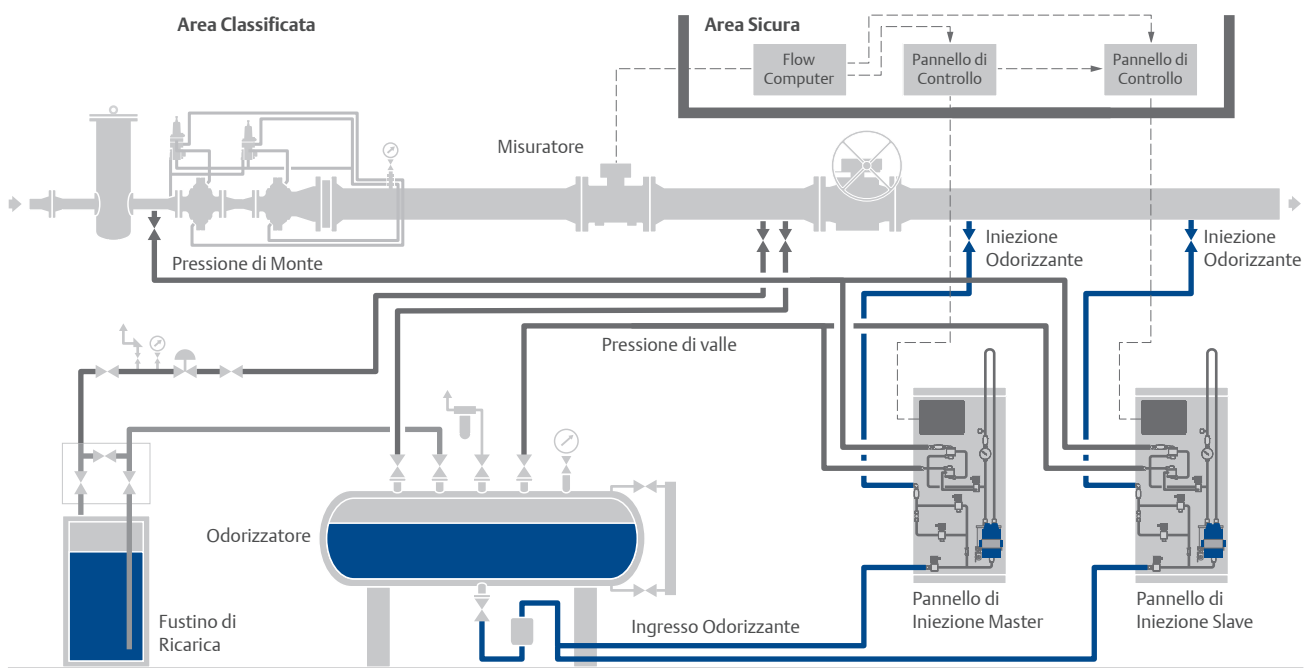 Area Classificata
Area Sicura
Flow
Computer
Pannello di
Controllo
Pannello di
Controllo
Misuratore
Pressione di Monte
Iniezione
Odorizzante
Iniezione
Odorizzante
Pressione di valle
Odorizzatore
Fustino di
Ricarica
Ingresso Odorizzante
Pannello di
Iniezione Master
Pannello di
Iniezione Slave